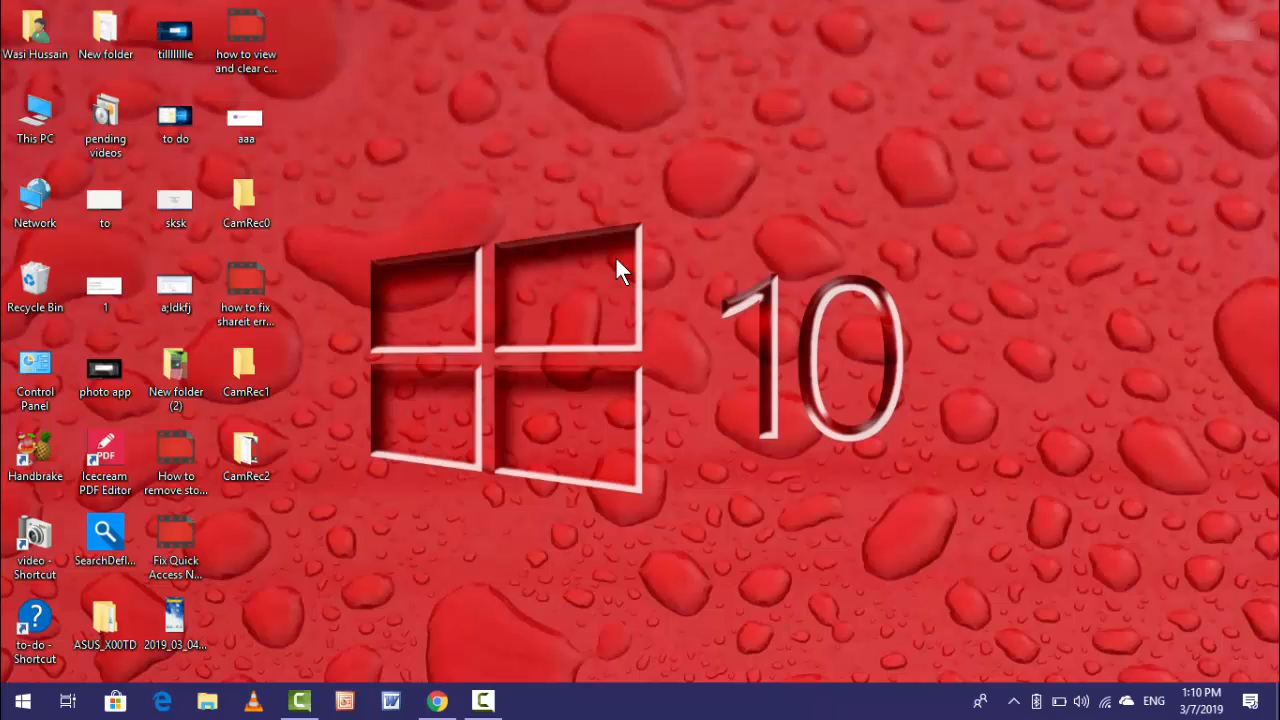 Wasi Hussain
New folder
tillllllle
how to view
and clear c...
This PC
pending
videos
to do
aaa
Network
to
sksk
CamRec0
Recycle Bin
1
a;ldkfj
how to fix
shareit err...
Control
Panel
photo app
New folder
(2)
CamRec1
Handbrake
PDF
Icecream
PDF Editor
How to
remove sto...
CamRec2
video -
Shortcut
SearchDefl...
Fix Quick
Access N...
to-do -
Shortcut
ASUS_X00TD
2019_03_04...
10
ENG
1:10 PM
3/7/2019